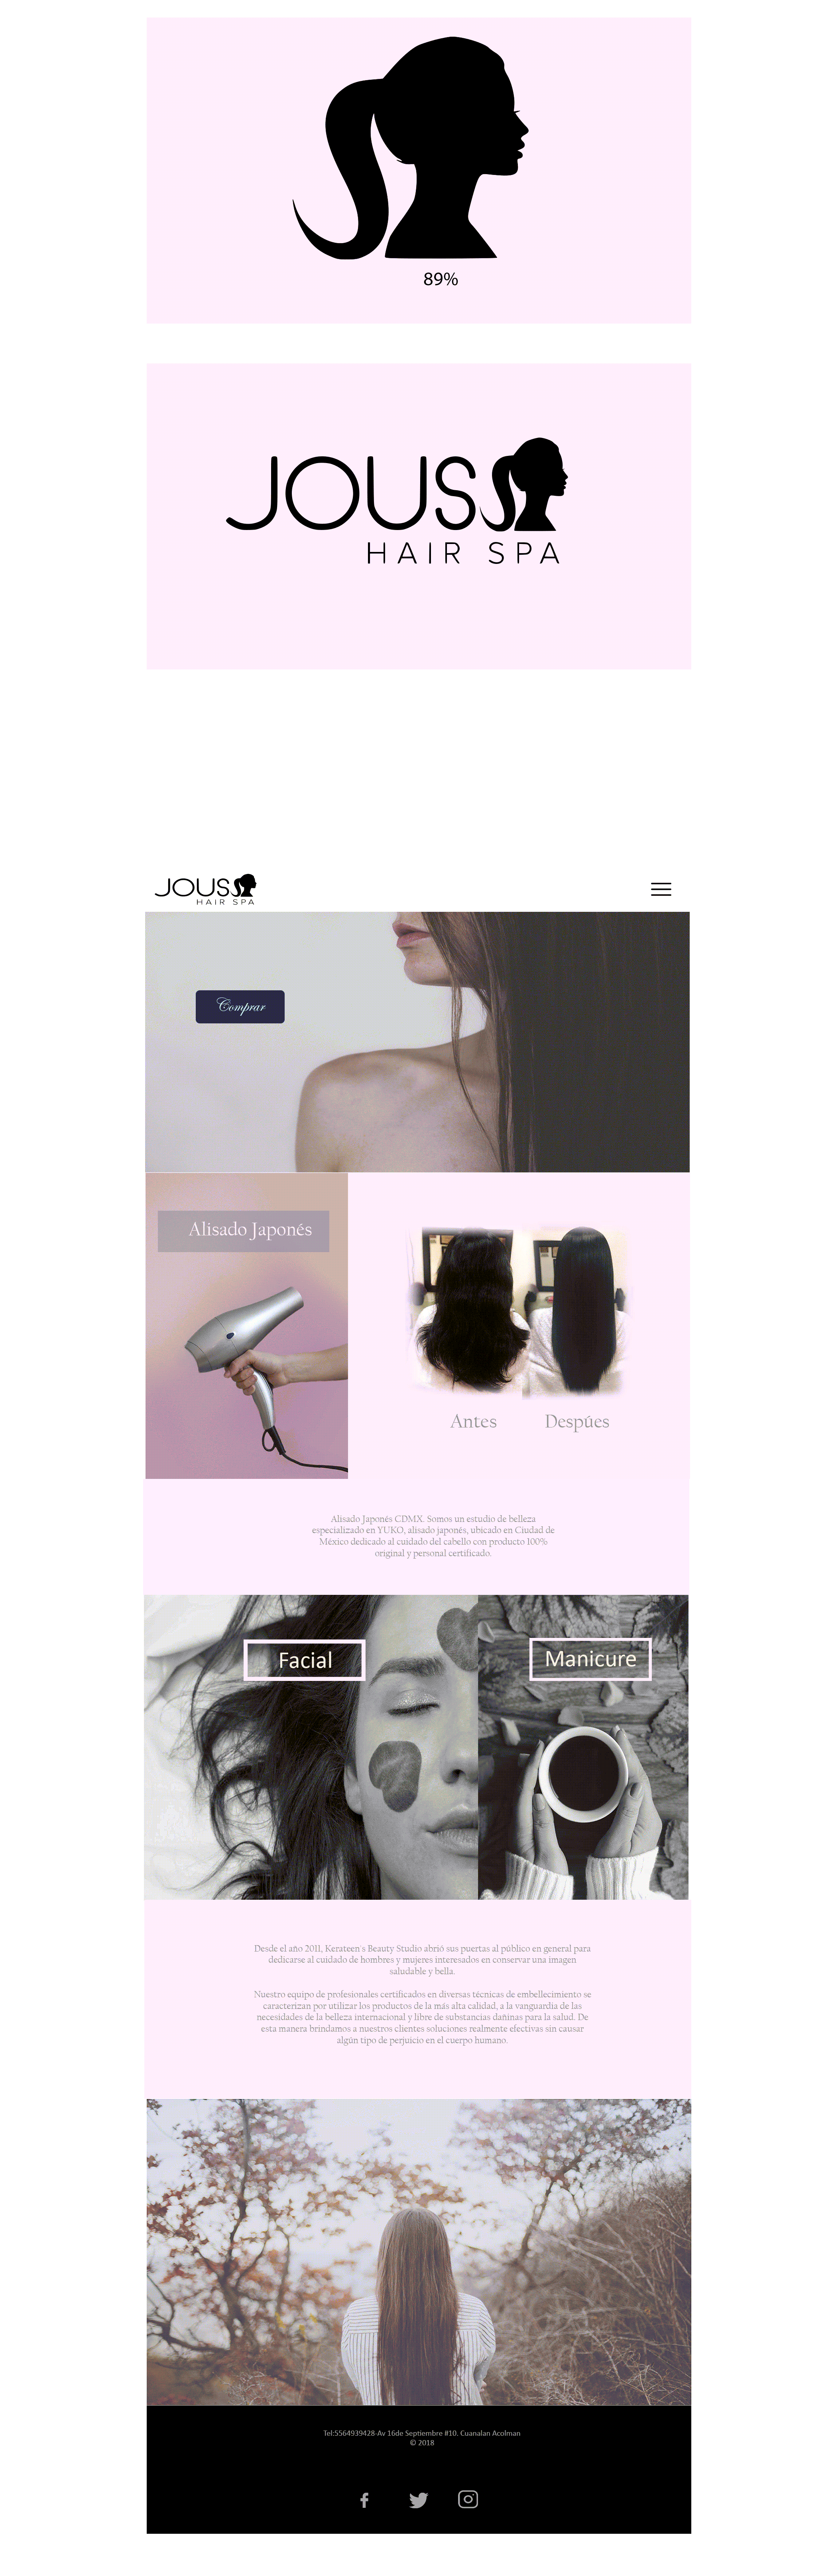 89%
JOUS
HAIR SPA
JOUS
HAIR SPA
Comprar
Alisado Japonés
Antes
Despúes
Alisado Japonés CDMX. Somos un estudio de belleza
especializado en YUKO, alisado japonés, ubicado en Ciudad de
México dedicado al cuidado del cabello con producto 100%
original y personal certificado.
Facial
Manicure
Desde el año 2011, Kerateen's Beauty Studio abrió sus puertas al público en general para
dedicarse al cuidado de hombres y mujeres interesados en conservar una imagen
saludable y bella.
Nuestro equipo de profesionales certificados en diversas técnicas de embellecimiento se
caracterizan por utilizar los productos de la más alta calidad, a la vanguardia de las
necesidades de la belleza internacional y libre de substancias dañinas para la salud. De
esta manera brindamos a nuestros clientes soluciones realmente efectivas sin causar
algún tipo de perjuicio en el cuerpo humano.
Tel:5564939428-Av 16de Septiembre #10. Cuanalan Acolman
© 2018